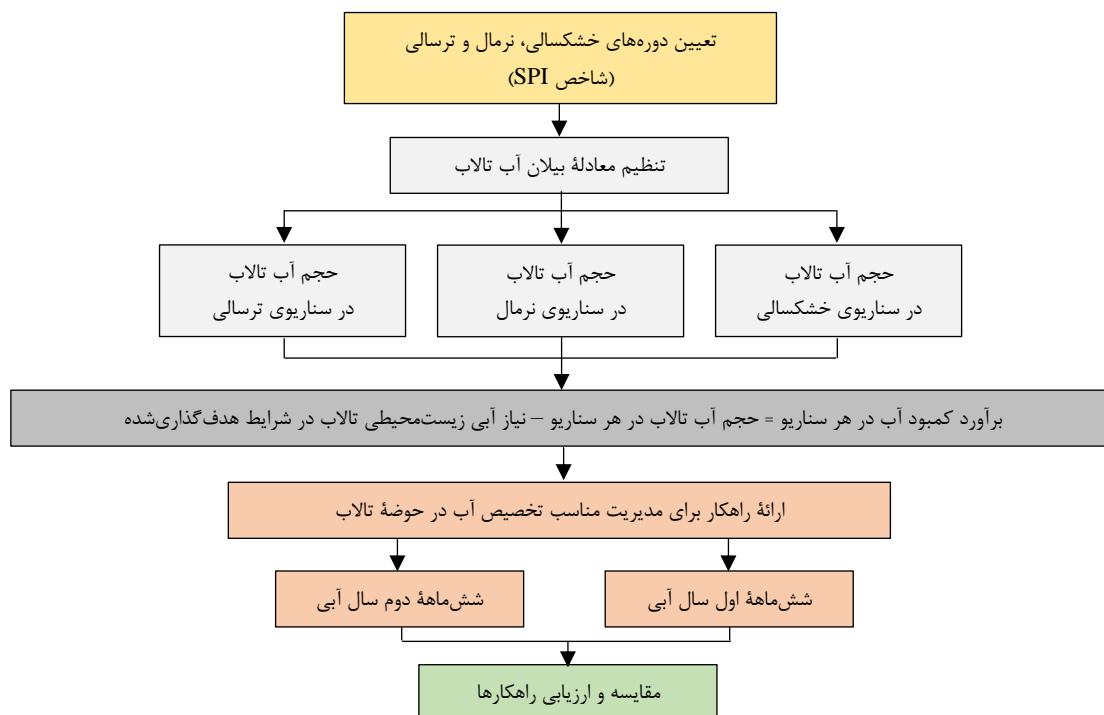 تعیین دوره‌های خشکسالی، نرمال و ترسالی
(شاخص SPI)
تنظیم معادلهٔ بیلان آب تالاب
حجم آب تالاب
در سناریوی خشکسالی
حجم آب تالاب
در سناریوی نرمال
حجم آب تالاب
در سناریوی ترسالی
برآورد کمبود آب در هر سناریو = حجم آب تالاب در هر سناریو – نیاز آبی زیست‌محیطی تالاب در شرایط هدف‌گذاری‌شده
ارائهٔ راهکار برای مدیریت مناسب تخصیص آب در حوضهٔ تالاب
شش‌ماههٔ اول سال آبی
شش‌ماههٔ دوم سال آبی
مقایسه و ارزیابی راهکارها